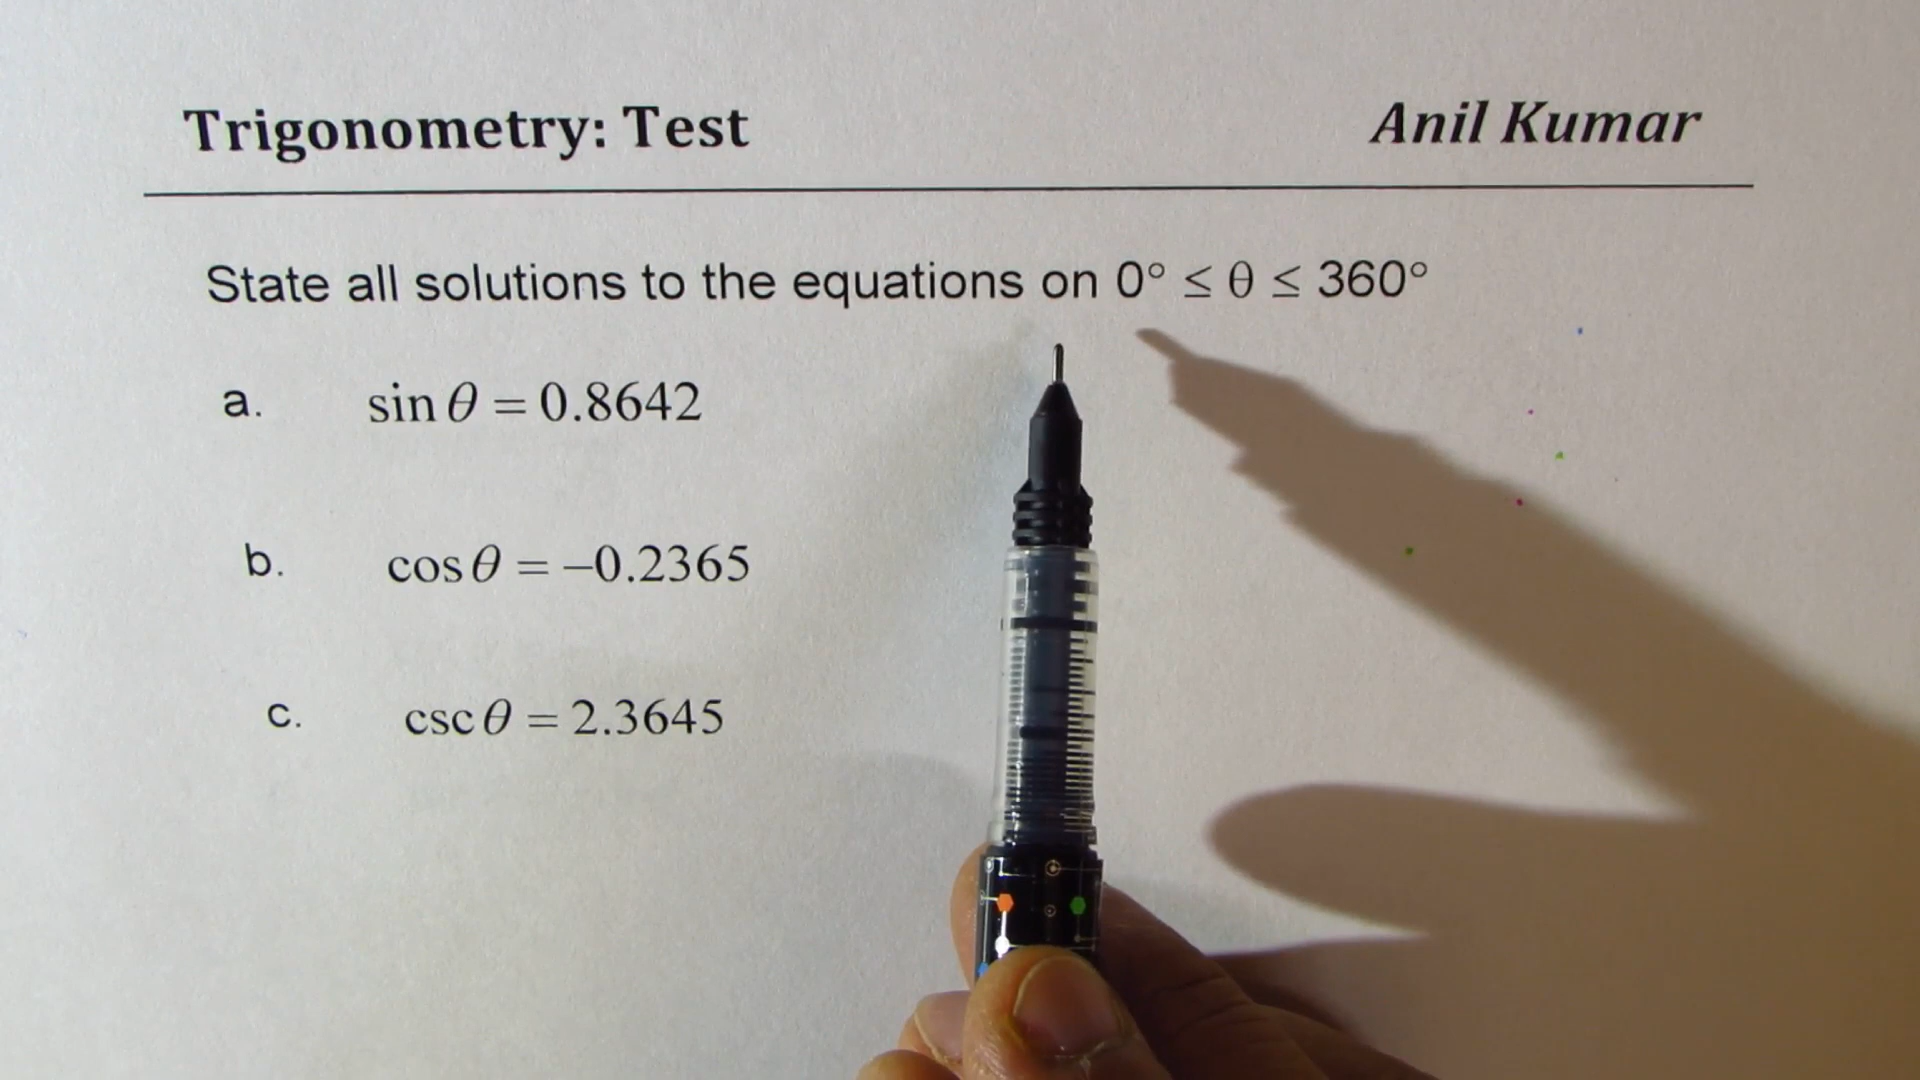 Trigonometry: Test Anil Kumar
State all solutions to the equations on 0° ≤ θ ≤ 360°
a. sin θ = 0.8642
b. cos θ = –0.2365
c. csc θ = 2.3645